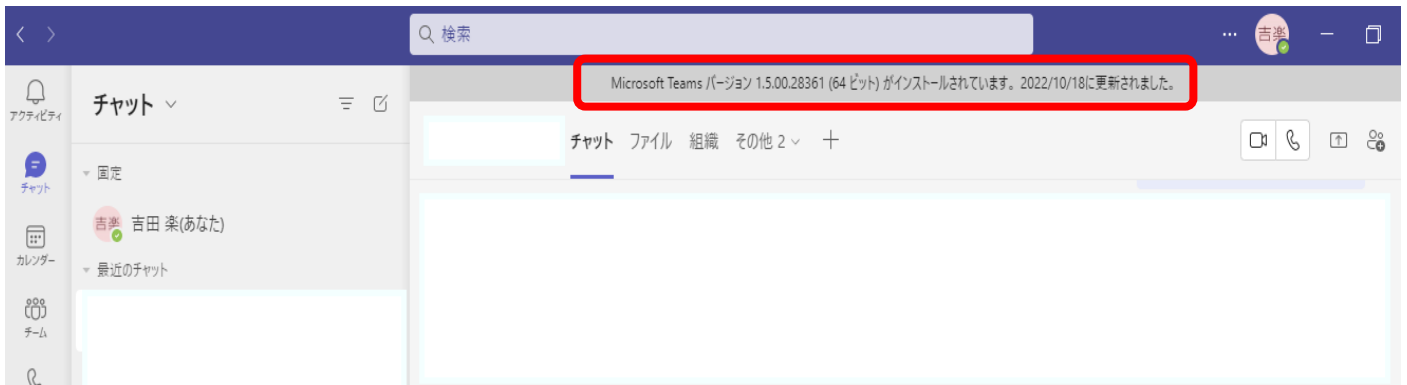 検索
吉楽
Microsoft Teams バージョン 1.5.00.28361 (64 ビット) がインストールされています。2022/10/18に更新されました。
アクティビティ
チャット
チャット ファイル 組織 その他 2
チャット
固定
吉楽 吉田 楽(あなた)
カレンダー
最近のチャット
チーム